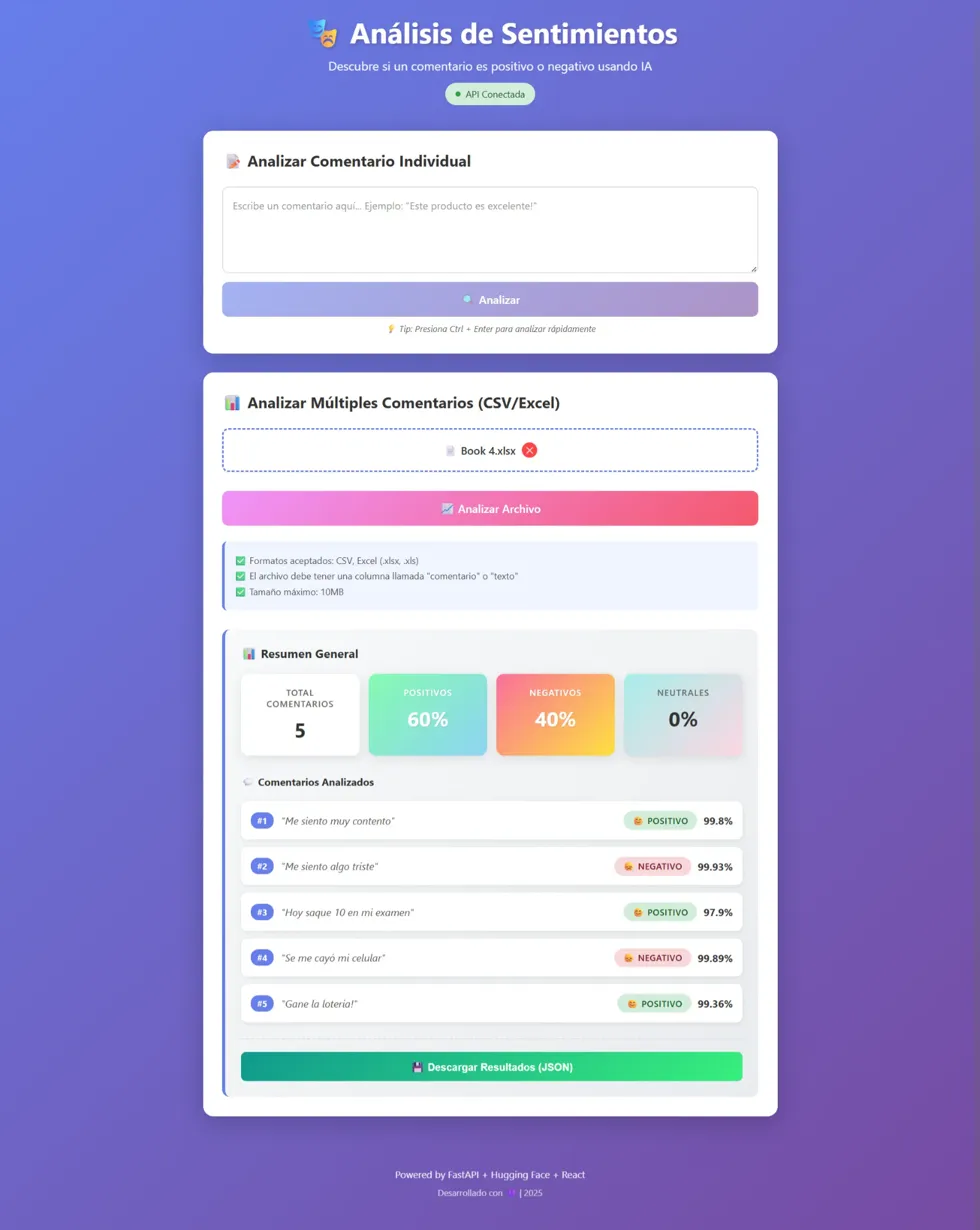 Análisis de Sentimientos
Descubre si un comentario es positivo o negativo usando IA
API Conectada
Analizar Comentario Individual
Escribe un comentario aquí... Ejemplo: "Este producto es excelente!"
Analizar
Tip: Presiona Ctrl + Enter para analizar rápidamente
Analizar Múltiples Comentarios (CSV/Excel)
Book 4.xlsx
Analizar Archivo
Formatos aceptados: CSV, Excel (.xlsx, .xls)
El archivo debe tener una columna llamada "comentario" o "texto"
Tamaño máximo: 10MB
Resumen General
TOTAL COMENTARIOS
5
POSITIVOS
60%
NEGATIVOS
40%
NEUTRALES
0%
Comentarios Analizados
#1 "Me siento muy contento" POSITIVO 99.8%
#2 "Me siento algo triste" NEGATIVO 99.93%
#3 "Hoy saque 10 en mi examen" POSITIVO 97.9%
#4 "Se me cayó mi celular" NEGATIVO 99.89%
#5 "Gane la loteria!" POSITIVO 99.36%
Descargar Resultados (JSON)
Powered by FastAPI + Hugging Face + React
Desarrollado con 💜 | 2025